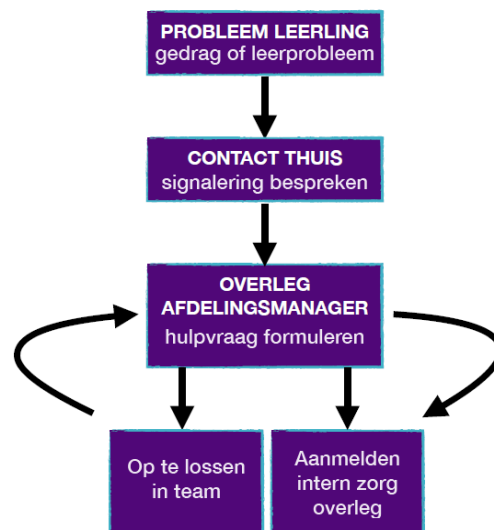 PROBLEEM LEERLING
gedrag of leerprobleem
CONTACT THUIS
signalering bespreken
OVERLEG
AFDELINGSMANAGER
hulpvraag formuleren
Op te lossen
in team
Aanmelden
intern zorg
overleg